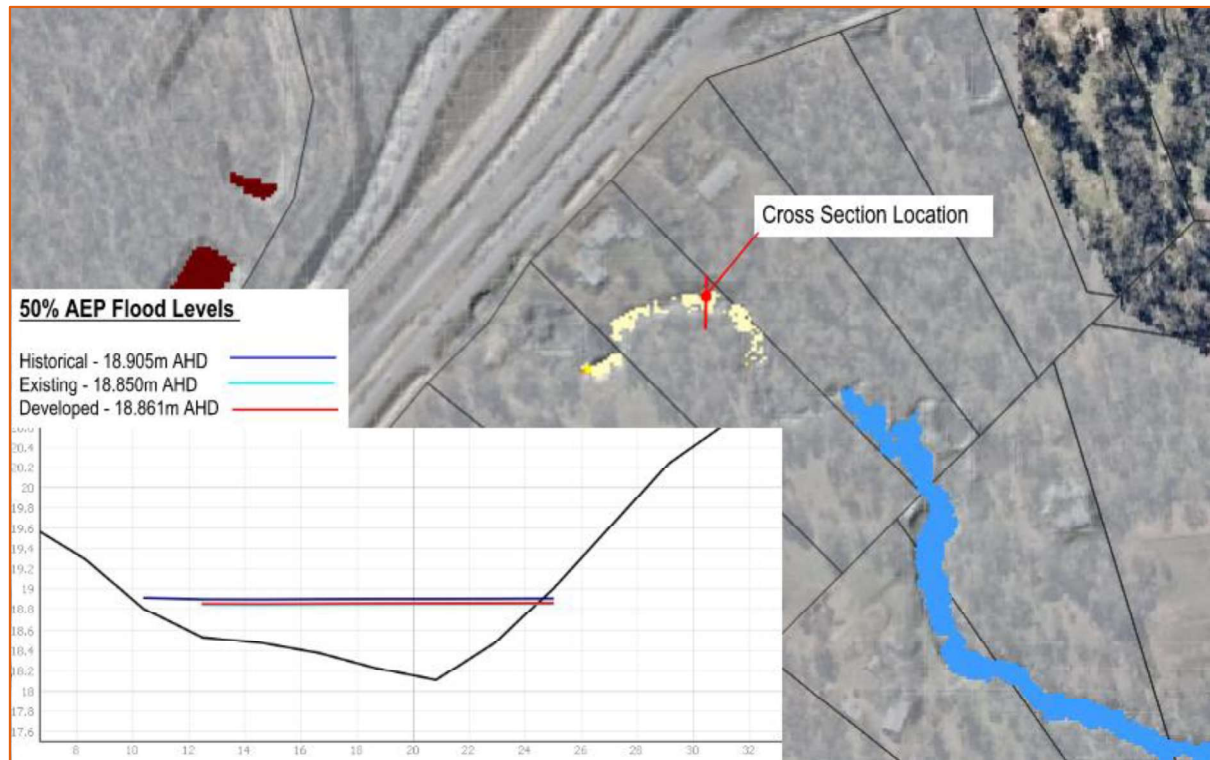 Cross Section Location
50% AEP Flood Levels
Historical - 18.905m AHD
Existing - 18.850m AHD
Developed - 18.861m AHD
20.4
20.2
20
19.8
19.6
19.4
19.2
19
18.8
18.6
18.4
18.2
18
17.8
17.6
8 10 12 14 16 18 20 22 24 26 28 30 32